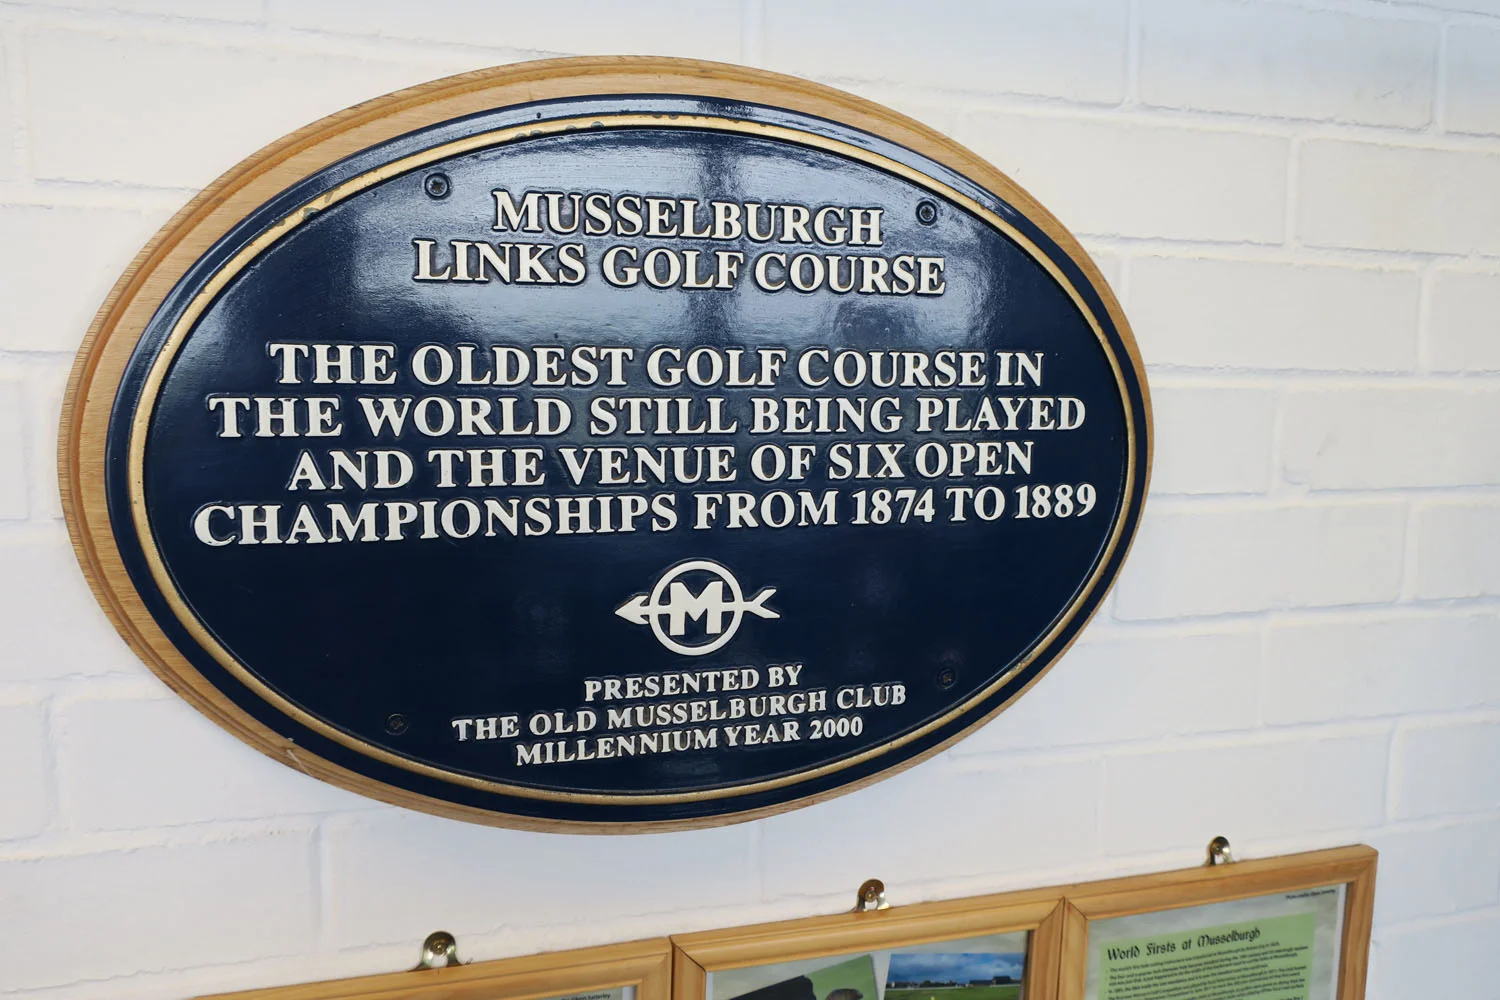 MUSSELBURGH
LINKS GOLF COURSE
THE OLDEST GOLF COURSE IN
THE WORLD STILL BEING PLAYED
AND THE VENUE OF SIX OPEN
CHAMPIONSHIPS FROM 1874 TO 1889
M
PRESENTED BY
THE OLD MUSSELBURGH CLUB
MILLENNIUM YEAR 2000
World Firsts at Musselburgh